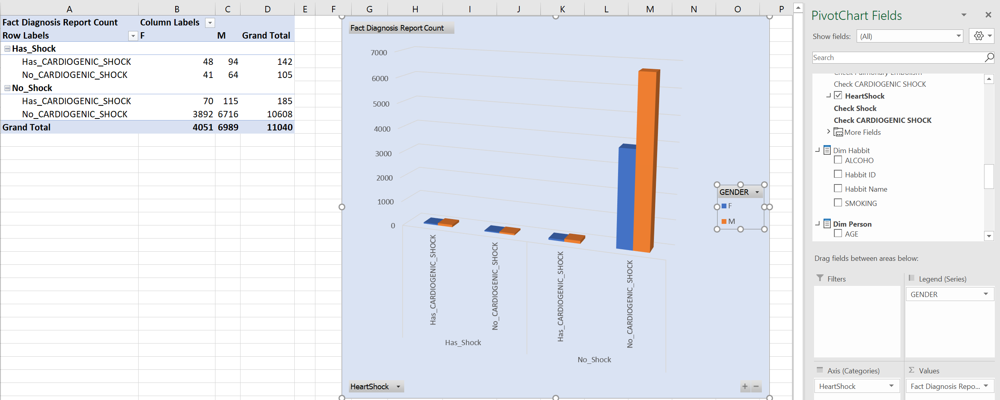 A B C D E F G H I J K L M N O P
Fact Diagnosis Report Count Column Labels
Row Labels F M Grand Total
Has_Shock
Has_CARDIOGENIC_SHOCK 48 94 142
No_CARDIOGENIC_SHOCK 41 64 105
No_Shock
Has_CARDIOGENIC_SHOCK 70 115 185
No_CARDIOGENIC_SHOCK 3892 6716 10608
Grand Total 4051 6989 11040
Fact Diagnosis Report Count
7000
6000
5000
4000
3000
2000
1000
0
Has_CARDIOGENIC_SHOCK
No_CARDIOGENIC_SHOCK
Has_CARDIOGENIC_SHOCK
No_CARDIOGENIC_SHOCK
Has_Shock
No_Shock
GENDER
F
M
HeartShock
PivotChart Fields
Show fields: (All)
Search
Check Pulmonary Embolism
Check CARDIOGENIC SHOCK
HeartShock
Check Shock
Check CARDIOGENIC SHOCK
More Fields
Dim Habbit
ALCOHO
Habbit ID
Habbit Name
SMOKING
Dim Person
AGE
Drag fields between areas below:
Filters
Legend (Series)
GENDER
Axis (Categories)
HeartShock
Σ Values
Fact Diagnosis Repo...